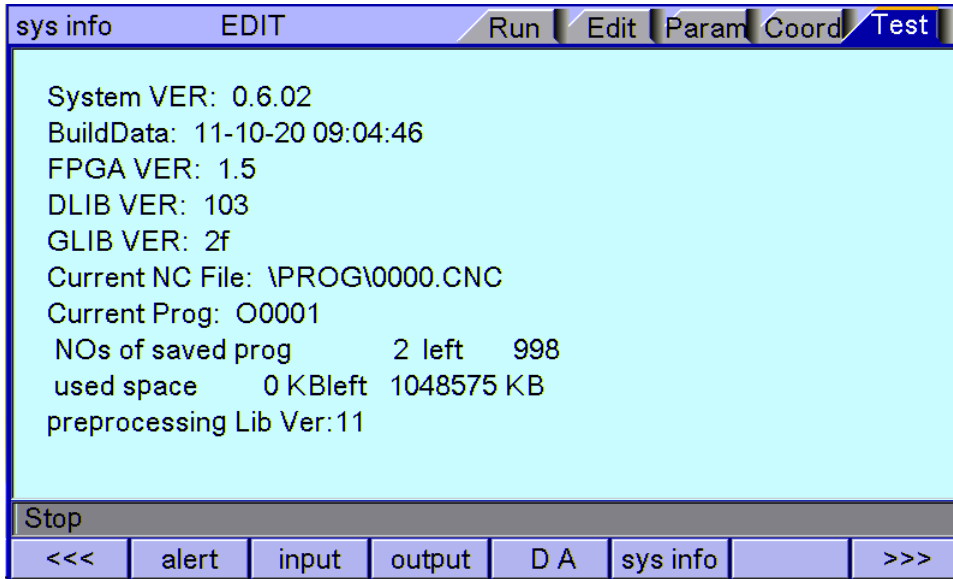 sys info EDIT Run Edit Param Coord Test
System VER: 0.6.02
BuildData: 11-10-20 09:04:46
FPGA VER: 1.5
DLIB VER: 103
GLIB VER: 2f
Current NC File: \PROG\0000.CNC
Current Prog: O0001
NOs of saved prog 2 left 998
used space 0 KBleft 1048575 KB
preprocessing Lib Ver:11
Stop
<<< alert input output D A sys info >>>